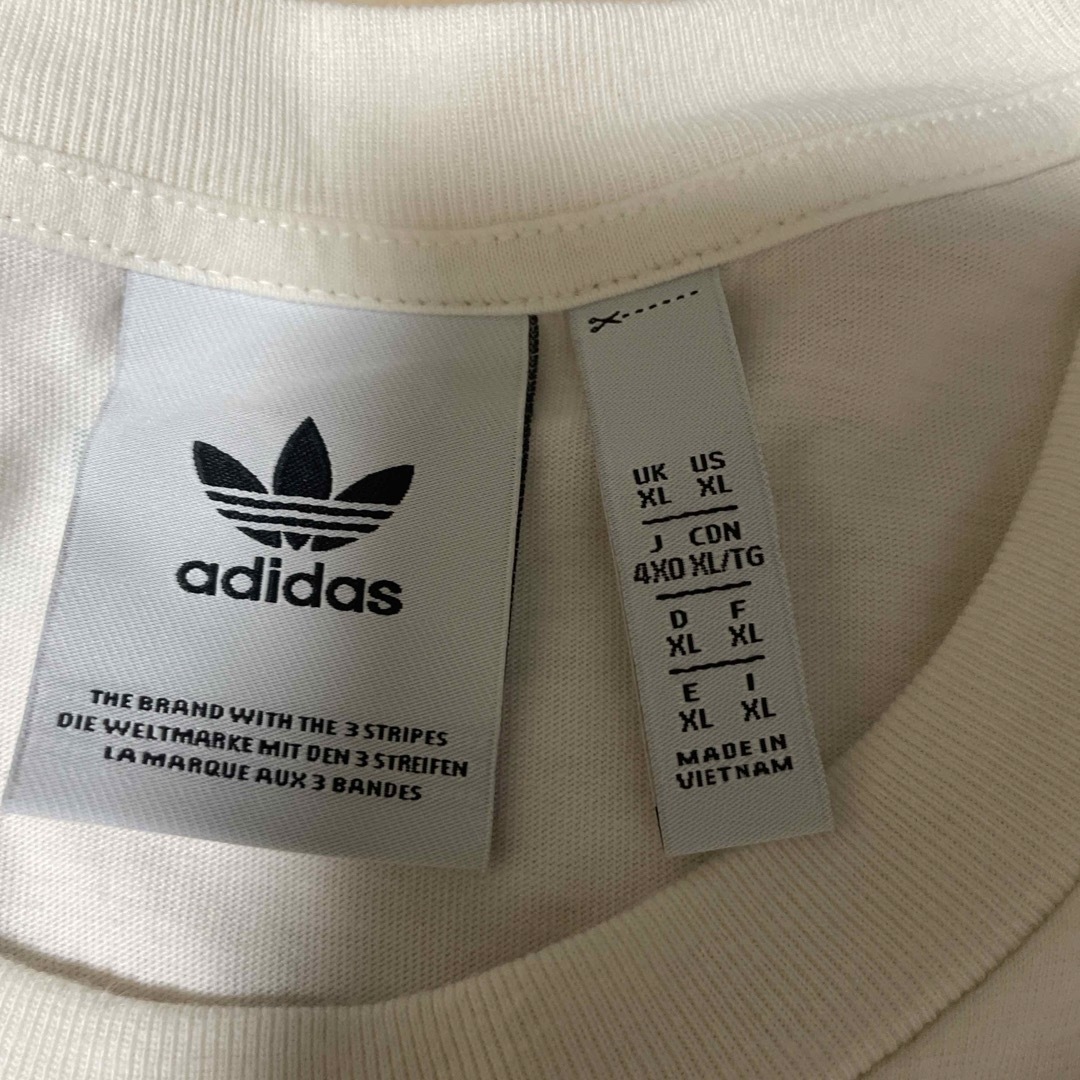 adidas
THE BRAND WITH THE 3 STRIPES
DIE WELTMARKE MIT DEN 3 STREIFEN
LA MARQUE AUX 3 BANDES
UK US
XL XL
J CDN
4XO XL/TG
D F
XL XL
E I
XL XL
MADE IN
VIETNAM